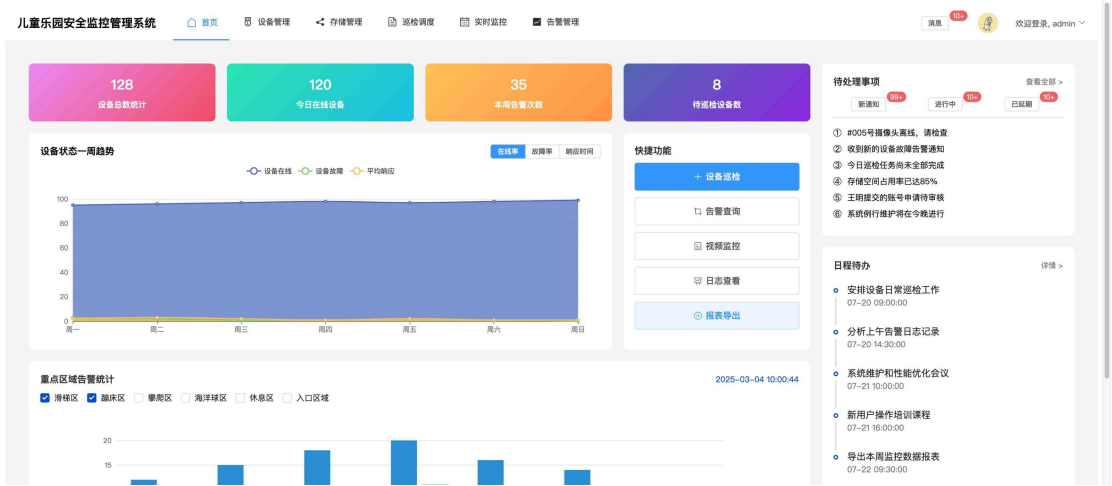 儿童乐园安全监控管理系统 首页 设备管理 存储管理 巡检调度 实时监控 告警管理 消息 10+ 欢迎登录, admin
128
设备总数统计
120
今日在线设备
35
本周告警次数
8
待巡检设备数
设备状态一周趋势 在线率 故障率 响应时间
设备在线 设备故障 平均响应
100
80
60
40
20
0
周一 周二 周三 周四 周五 周六 周日
快捷功能
+ 设备巡检
告警查询
视频监控
日志查看
报表导出
重点区域告警统计 2025-03-04 10:00:44
滑梯区 蹦床区 攀爬区 海洋球区 休息区 入口区域
20
15
待处理事项 查看全部 >
新通知 99+ 进行中 10+ 已延期 10+
① #005号摄像头离线，请检查
② 收到新的设备故障告警通知
③ 今日巡检任务尚未全部完成
④ 存储空间占用率已达85%
⑤ 王明提交的账号申请待审核
⑥ 系统例行维护将在今晚进行
日程待办 详情 >
安排设备日常巡检工作
07-20 09:00:00
分析上午告警日志记录
07-20 14:30:00
系统维护和性能优化会议
07-21 10:00:00
新用户操作培训课程
07-21 16:00:00
导出本周监控数据报表
07-22 09:30:00